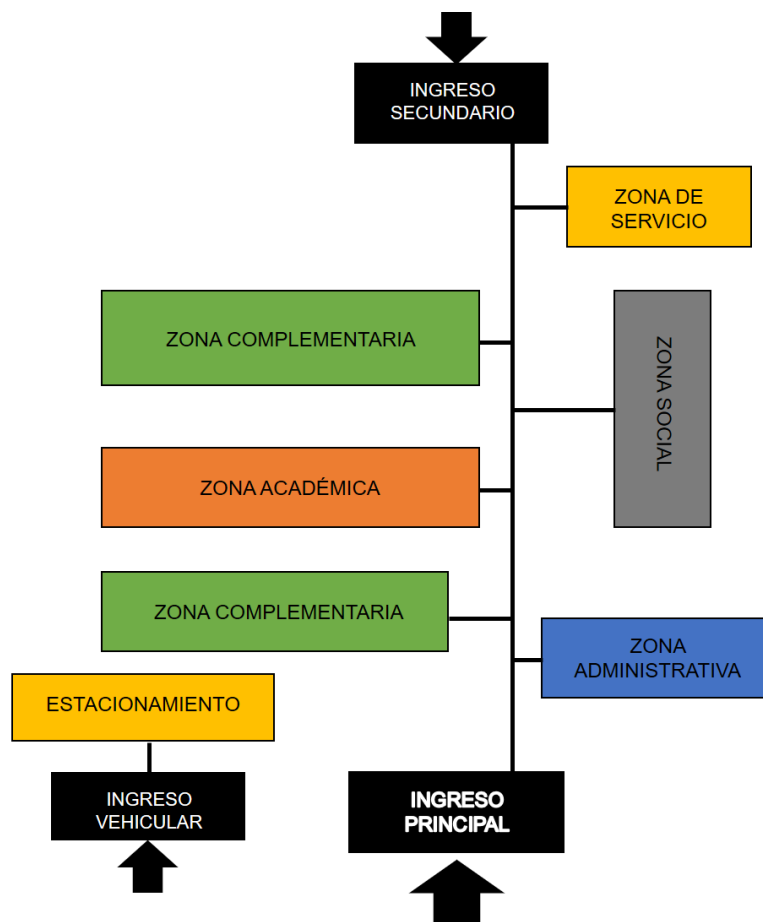 INGRESO
SECUNDARIO
ZONA DE
SERVICIO
ZONA COMPLEMENTARIA
ZONA SOCIAL
ZONA ACADÉMICA
ZONA COMPLEMENTARIA
ZONA
ADMINISTRATIVA
ESTACIONAMIENTO
INGRESO
VEHICULAR
INGRESO
PRINCIPAL